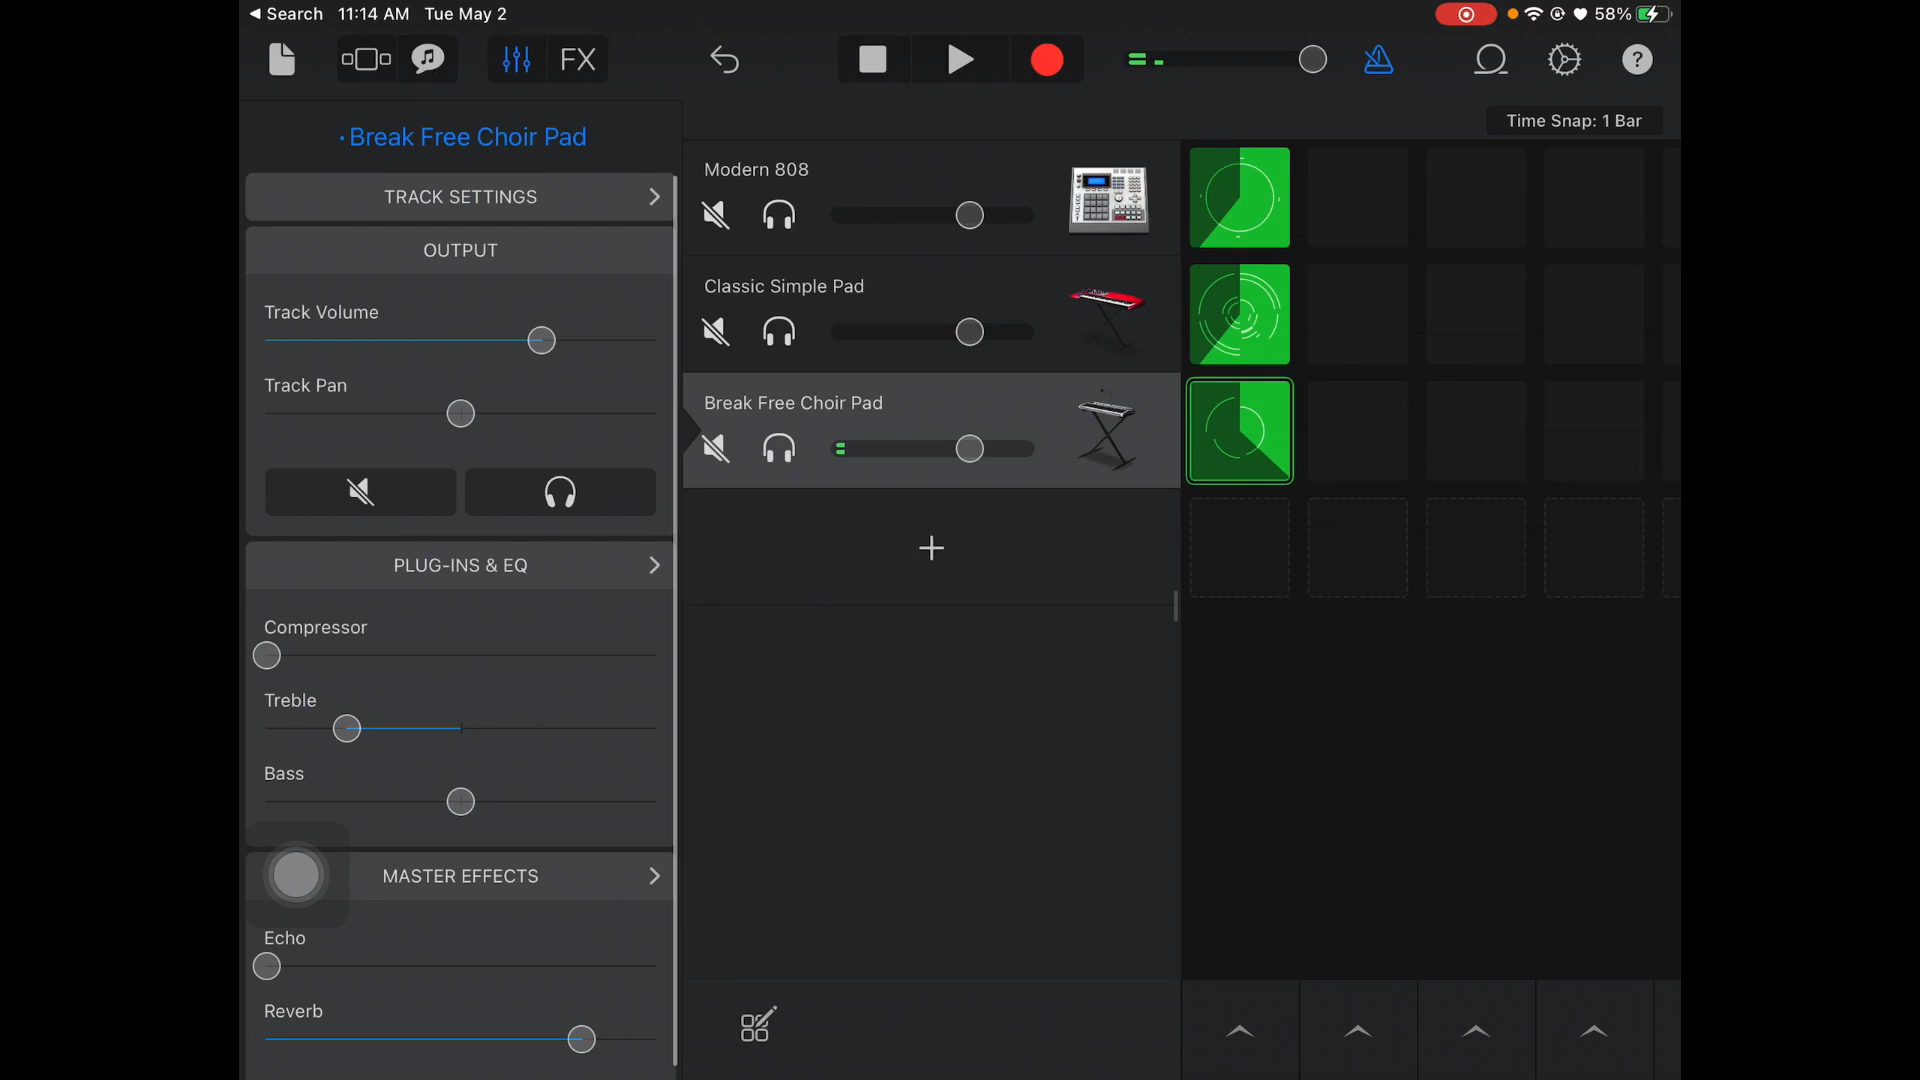 Search 11:14 AM Tue May 2
58%
FX
?
Break Free Choir Pad
Time Snap: 1 Bar
TRACK SETTINGS
OUTPUT
Track Volume
Track Pan
PLUG-INS & EQ
Compressor
Treble
Bass
MASTER EFFECTS
Echo
Reverb
Modern 808
Classic Simple Pad
Break Free Choir Pad